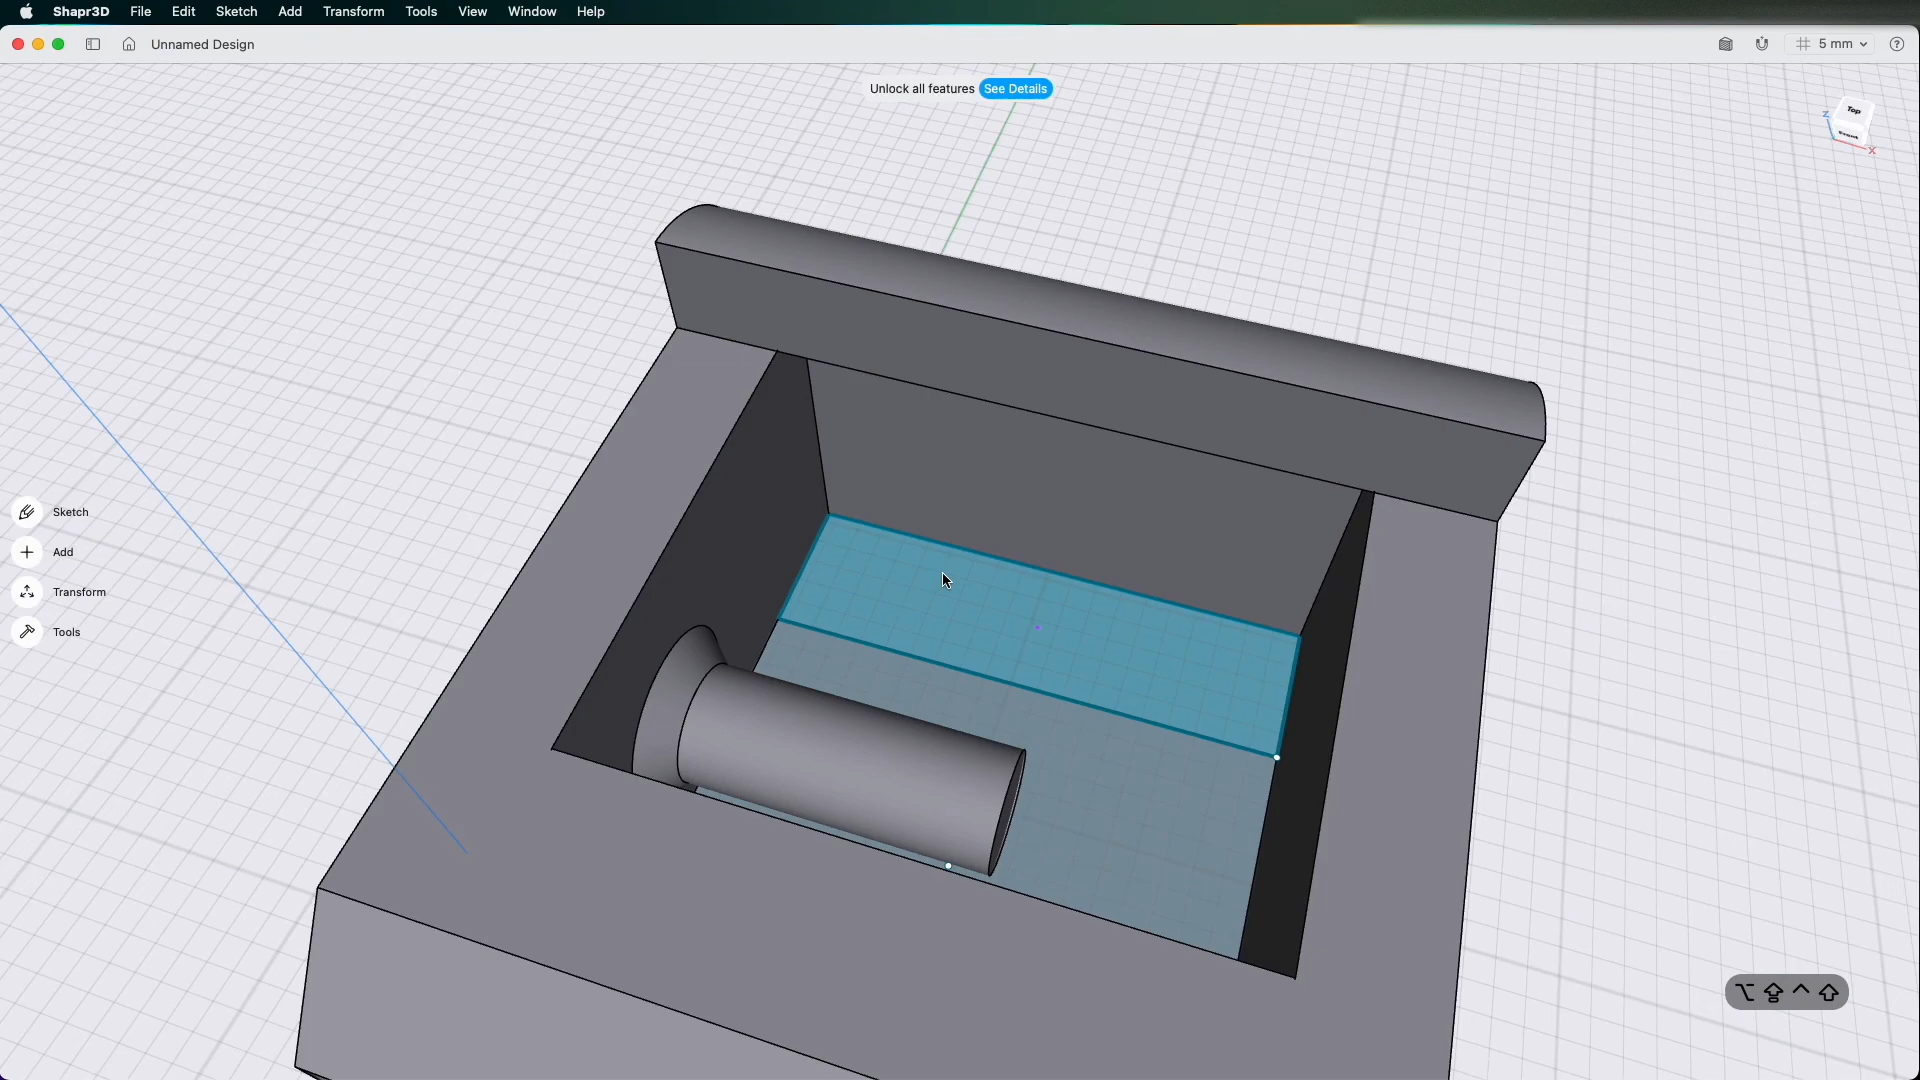 Shapr3D File Edit Sketch Add Transform Tools View Window Help
Unnamed Design
5 mm
Unlock all features See Details
Top
Z
X
Sketch
Add
Transform
Tools